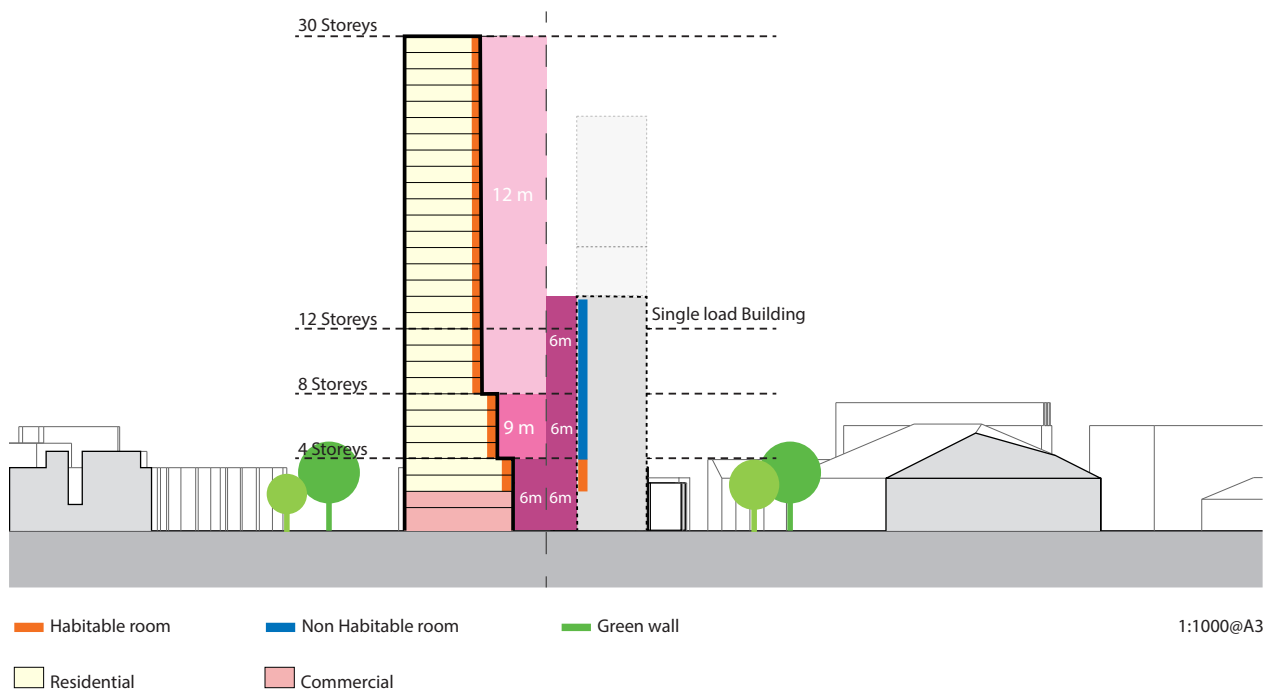 30 Storeys
12 m
12 Storeys
Single load Building
6m
8 Storeys
9 m
6m
4 Storeys
6m 6m
Habitable room
Non Habitable room
Green wall
1:1000@A3
Residential
Commercial